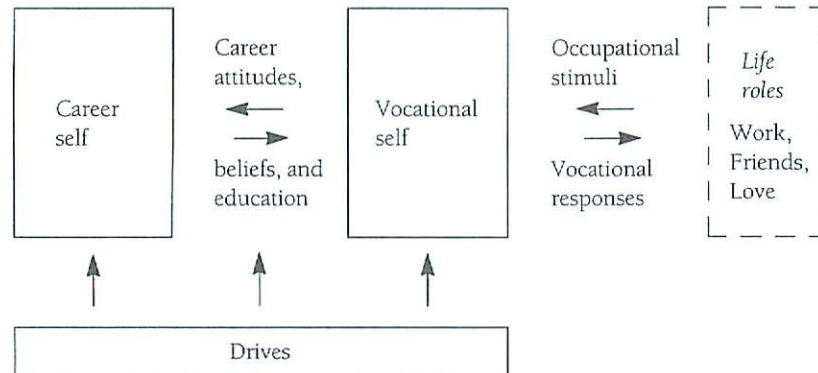 Career
self
Career
attitudes,
beliefs, and
education
Vocational
self
Occupational
stimuli
Vocational
responses
Life
roles
Work,
Friends,
Love
Drives